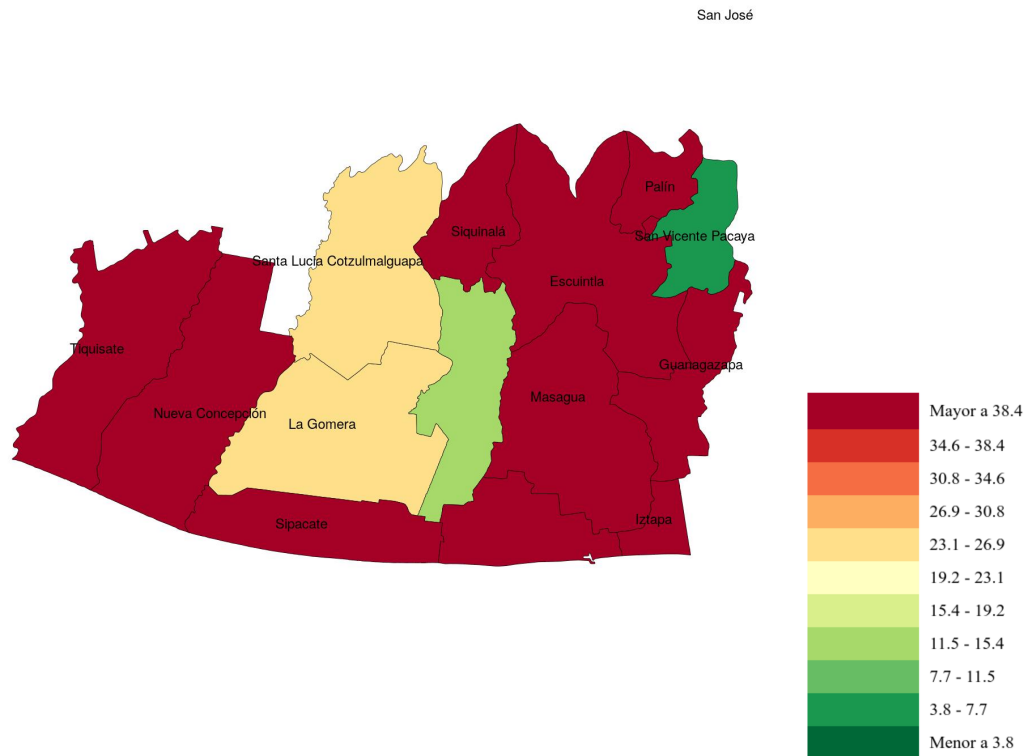 San José
Palín
Siquinalá
San Vicente Pacaya
Santa Lucía Cotzulmalguapa
Escuintla
Tiquisate
Guanagazapa
Masagua
Nueva Concepción
La Gomera
Sipacate
Iztapa
Mayor a 38.4
34.6 - 38.4
30.8 - 34.6
26.9 - 30.8
23.1 - 26.9
19.2 - 23.1
15.4 - 19.2
11.5 - 15.4
7.7 - 11.5
3.8 - 7.7
Menor a 3.8